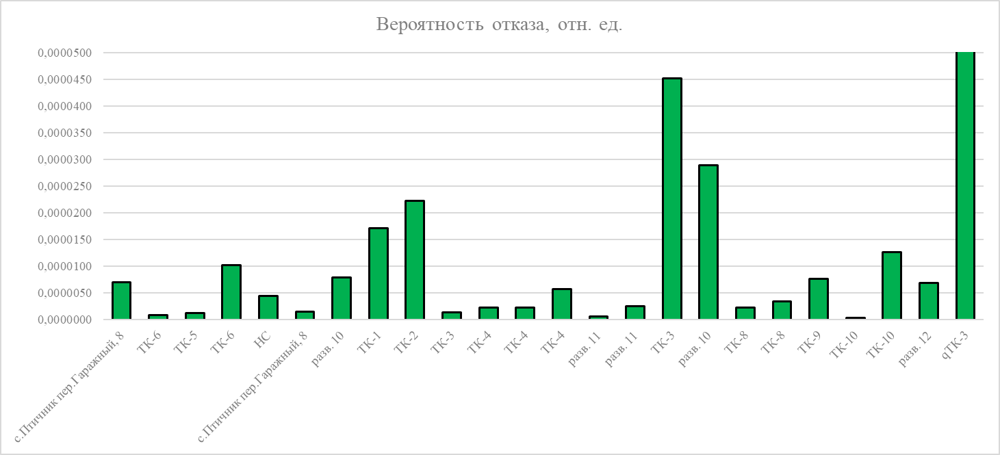 Вероятность отказа, отн. ед.
0,0000500
0,0000450
0,0000400
0,0000350
0,0000300
0,0000250
0,0000200
0,0000150
0,0000100
0,0000050
0,0000000
с.Птичник пер.Гаражный, 8
ТК-6
ТК-5
ТК-6
НС
с.Птичник пер.Гаражный, 8
разв. 10
ТК-1
ТК-2
ТК-3
ТК-4
ТК-4
ТК-4
разв. 11
разв. 11
ТК-3
разв. 10
ТК-8
ТК-8
ТК-9
ТК-10
ТК-10
разв. 12
qТК-3